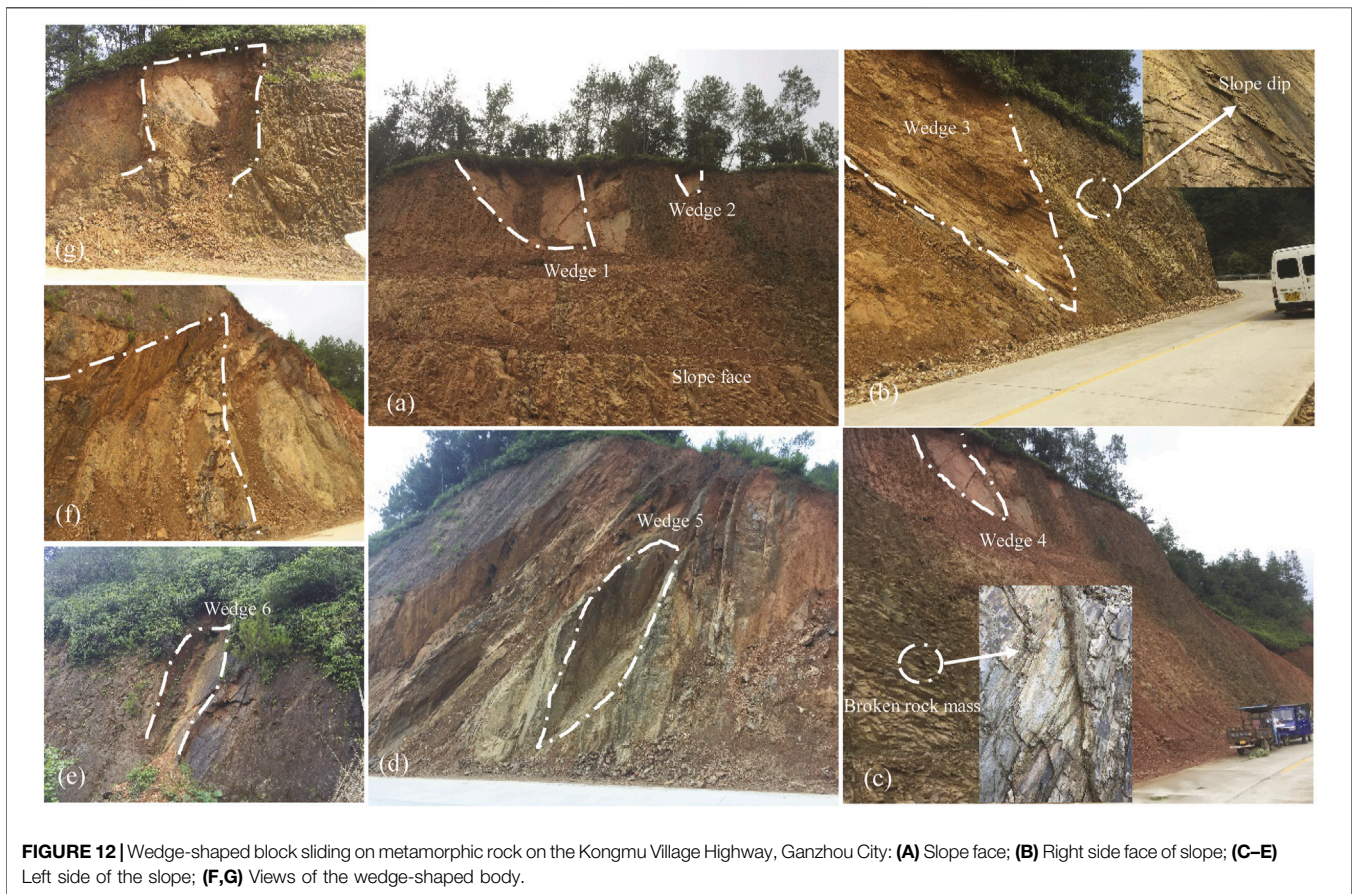 (g)
Wedge 1
Wedge 2
Slope face
(a)
Wedge 3
Slope dip
(b)
(f)
Wedge 6
(e)
Wedge 5
(d)
Wedge 4
Broken rock mass
(c)
FIGURE 12 | Wedge-shaped block sliding on metamorphic rock on the Kongmu Village Highway, Ganzhou City: (A) Slope face; (B) Right side face of slope; (C–E)
Left side of the slope; (F,G) Views of the wedge-shaped body.